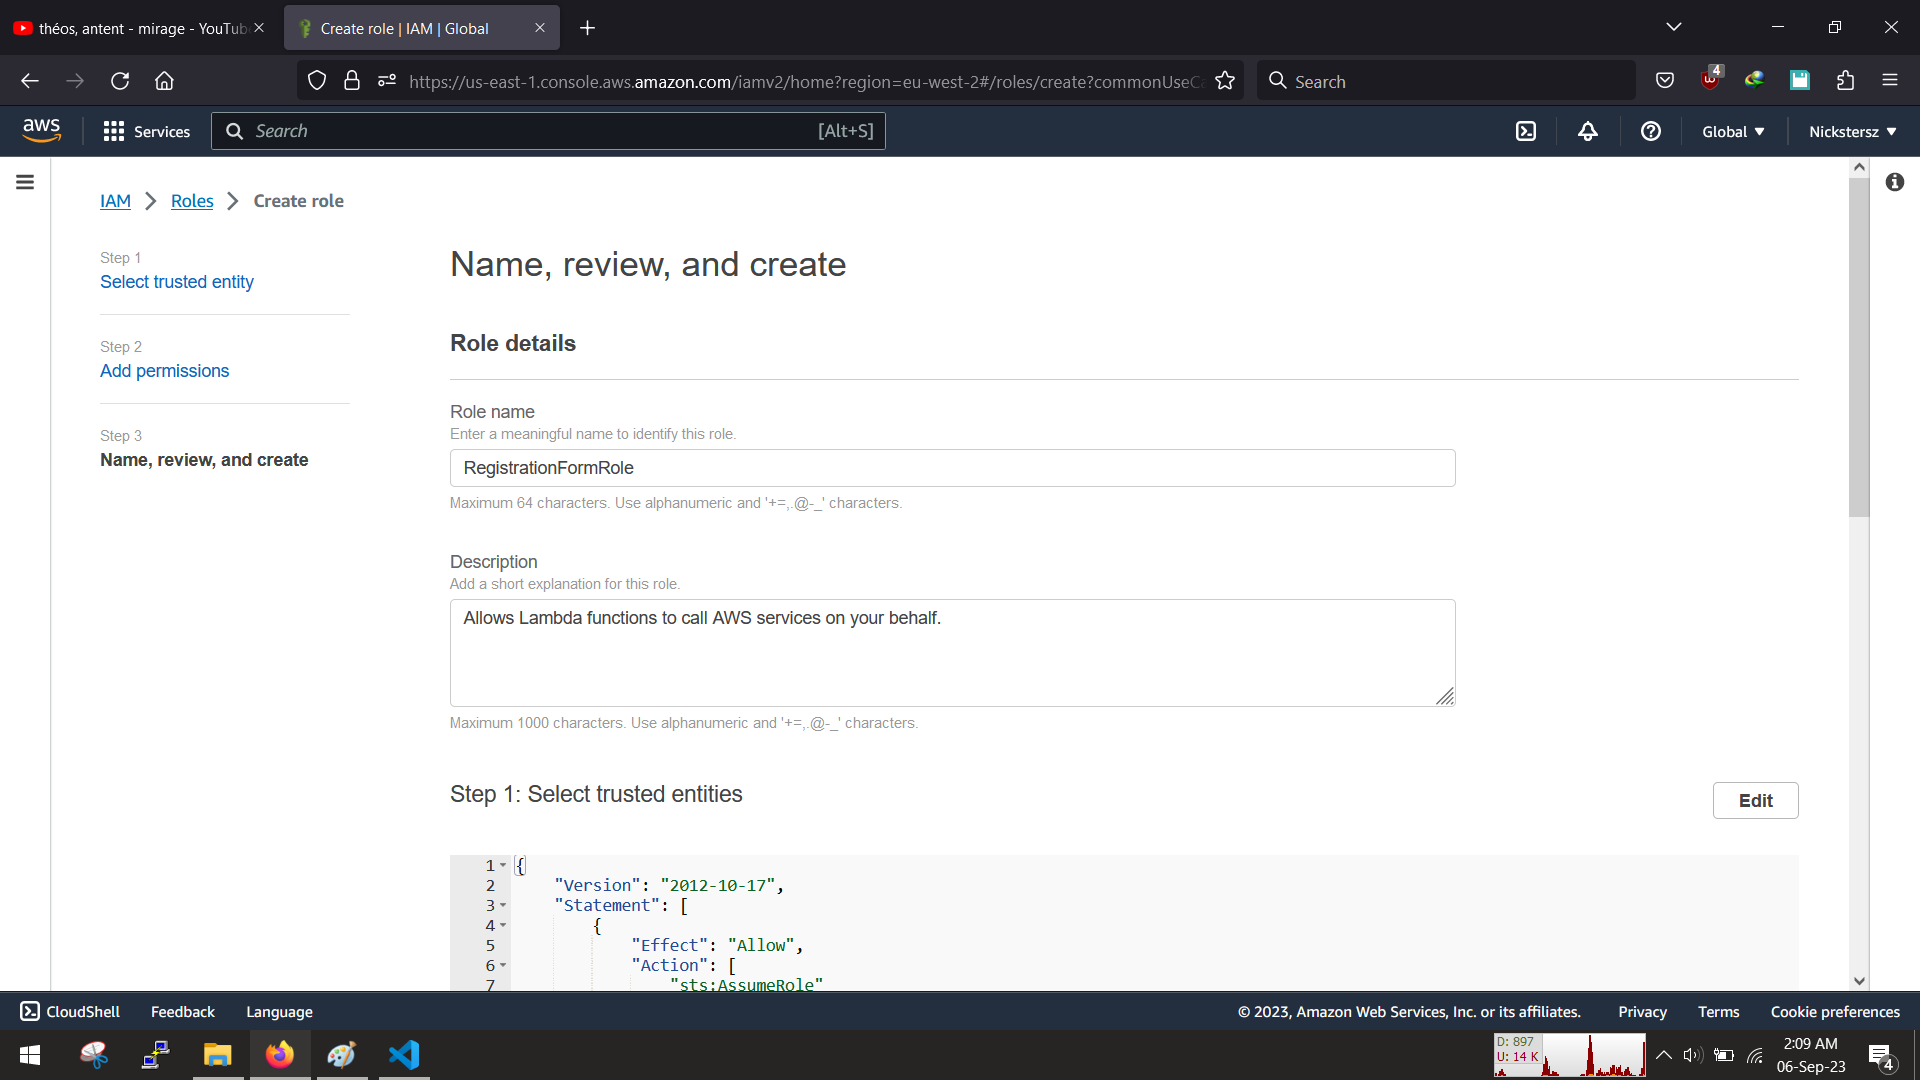 théos, antent - mirage - YouTub
Create role | IAM | Global
https://us-east-1.console.aws.amazon.com/iamv2/home?region=eu-west-2#/roles/create?commonUseCa
Search
4
aws
Services
Search
[Alt+S]
Global
Nickstersz
IAM
Roles
Create role
Step 1
Select trusted entity
Step 2
Add permissions
Step 3
Name, review, and create
Name, review, and create
Role details
Role name
Enter a meaningful name to identify this role.
RegistrationFormRole
Maximum 64 characters. Use alphanumeric and '+=,.@-_' characters.
Description
Add a short explanation for this role.
Allows Lambda functions to call AWS services on your behalf.
Maximum 1000 characters. Use alphanumeric and '+=,.@-_' characters.
Step 1: Select trusted entities
Edit
1 {
2 "Version": "2012-10-17",
3 "Statement": [
4 {
5 "Effect": "Allow",
6 "Action": [
7 "sts:AssumeRole"
CloudShell
Feedback
Language
© 2023, Amazon Web Services, Inc. or its affiliates.
Privacy
Terms
Cookie preferences
D: 897
U: 14 K
2:09 AM
06-Sep-23
4